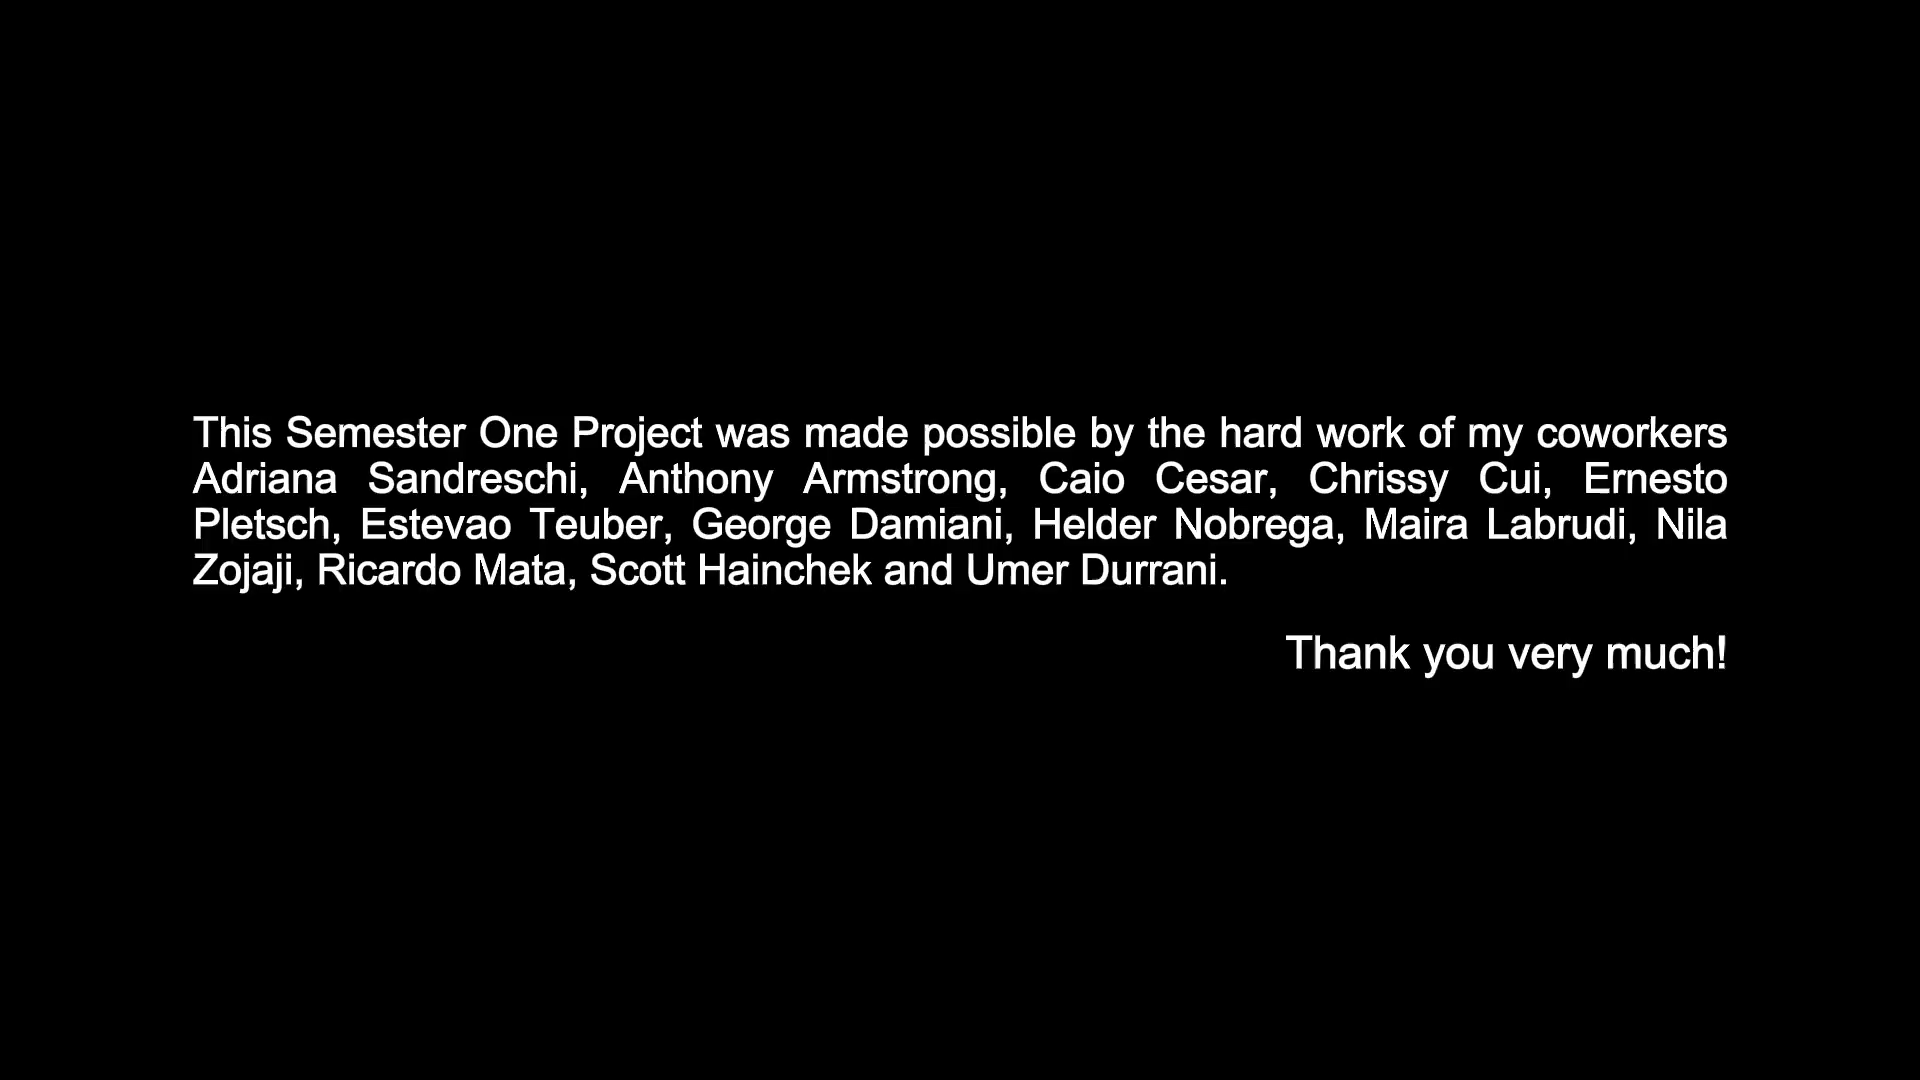 This Semester One Project was made possible by the hard work of my coworkers
Adriana Sandreschi, Anthony Armstrong, Caio Cesar, Chrissy Cui, Ernesto
Pletsch, Estevao Teuber, George Damiani, Helder Nobrega, Maira Labrudi, Nila
Zojaji, Ricardo Mata, Scott Hainchek and Umer Durrani.
Thank you very much!